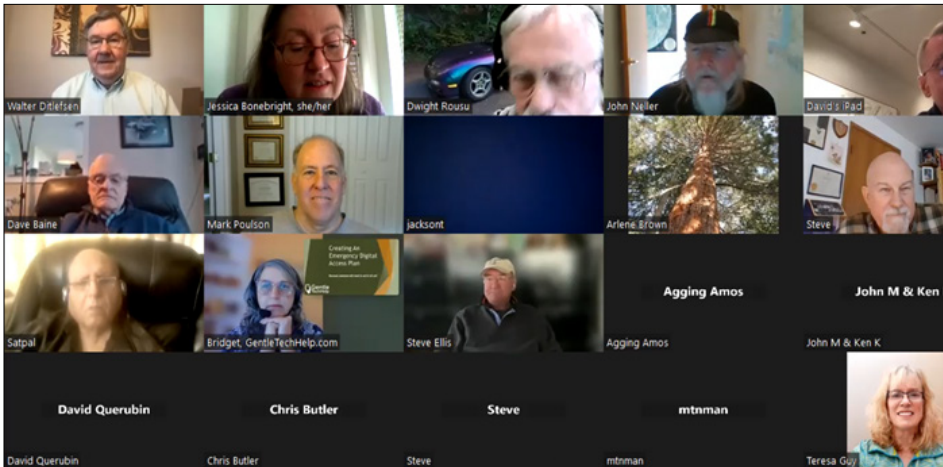 Walter Ditlefsen
Jessica Bonebright, she/her
Dwight Rousu
John Neller
David's iPad
Dave Baine
Mark Poulson
jacksont
Arlene Brown
Steve
Satpal
Creating An
Emergency Digital
Access Plan
Gentle
Bridget, GentleTechHelp.com
Steve Ellis
Agging Amos
Agging Amos
John M & Ken
John M & Ken K
David Querubin
David Querubin
Chris Butler
Chris Butler
Steve
Steve
mtnman
mtnman
Teresa Guy